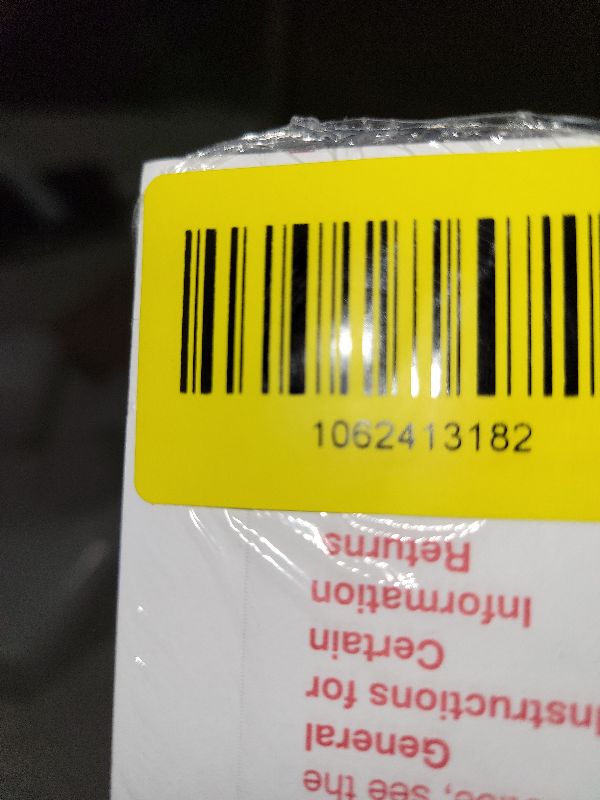 1062413182
see the
General
Instructions for
Certain
Information
Returns